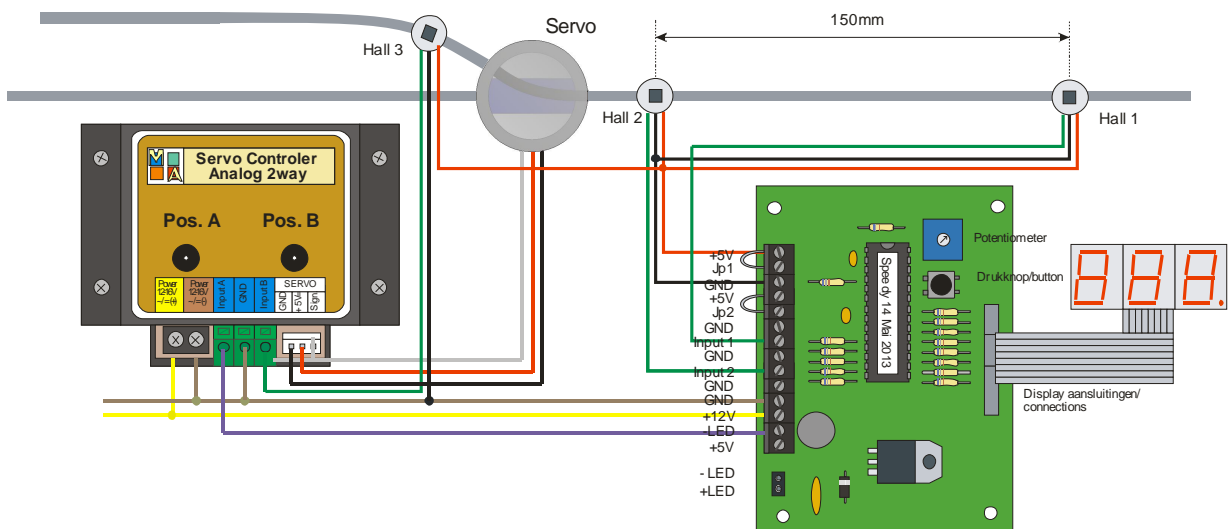 150mm
Servo
Hall 3
Hall 2
Hall 1
M
A
Servo Controler
Analog 2way
Pos. A
Pos. B
Power
12-16V
~/=(-)
Power
12-16V
~/=(-)
Input A
GND
Input B
SERVO
GND
+5V
Sign
+5V
Jp1
GND
+5V
Jp2
GND
Input 1
GND
Input 2
GND
GND
+12V
-LED
+5V
- LED
+LED
Speedy 14 Mai 2013
Potentiometer
Drukknop/button
Display aansluitingen/
connections